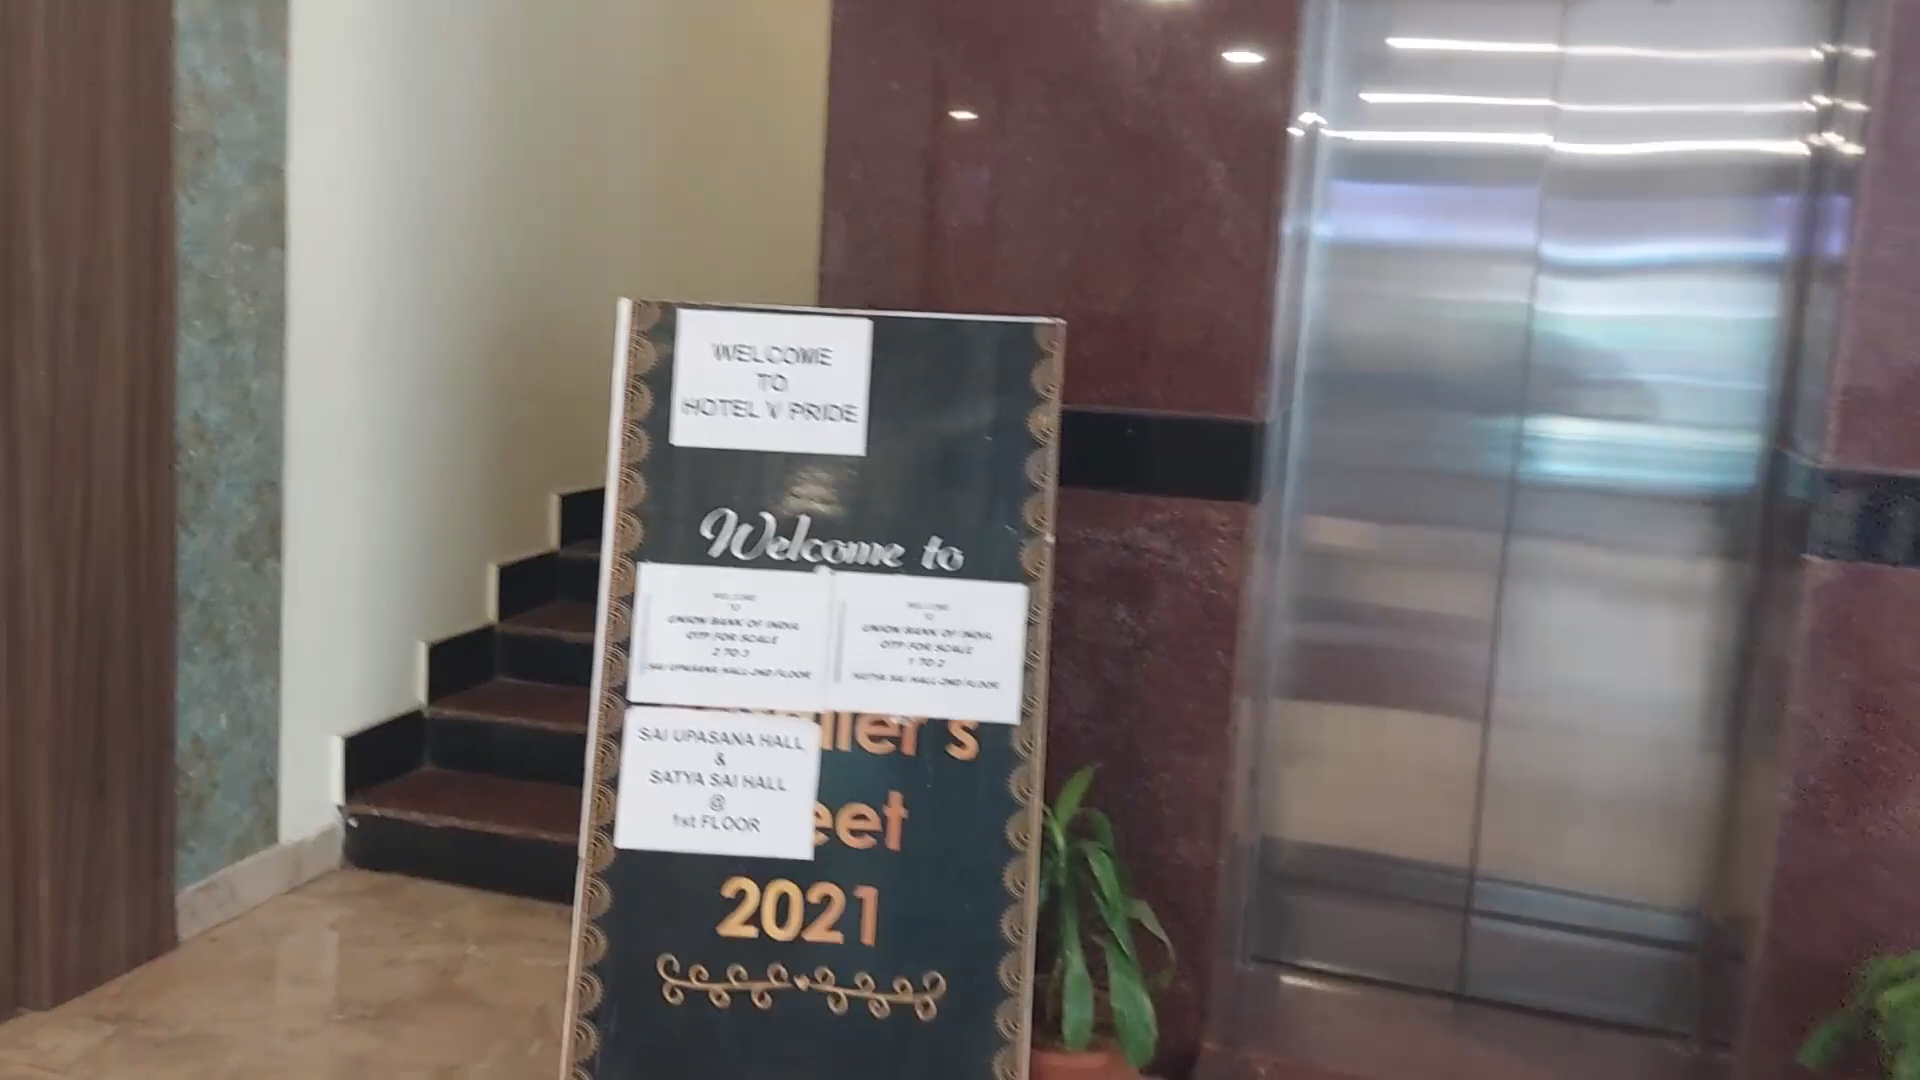 WELCOME
TO
HOTEL V PRIDE
Welcome to
WELCOME
TO
UNION BANK OF INDIA
OTP FOR SCALE
2 TO 3
SAI UPASANA HALL-2ND FLOOR
WELCOME
TO
UNION BANK OF INDIA
OTP FOR SCALE
1 TO 2
SATYA SAI HALL-2ND FLOOR
SAI UPASANA HALL
&
SATYA SAI HALL
@
1st FLOOR
eet
2021